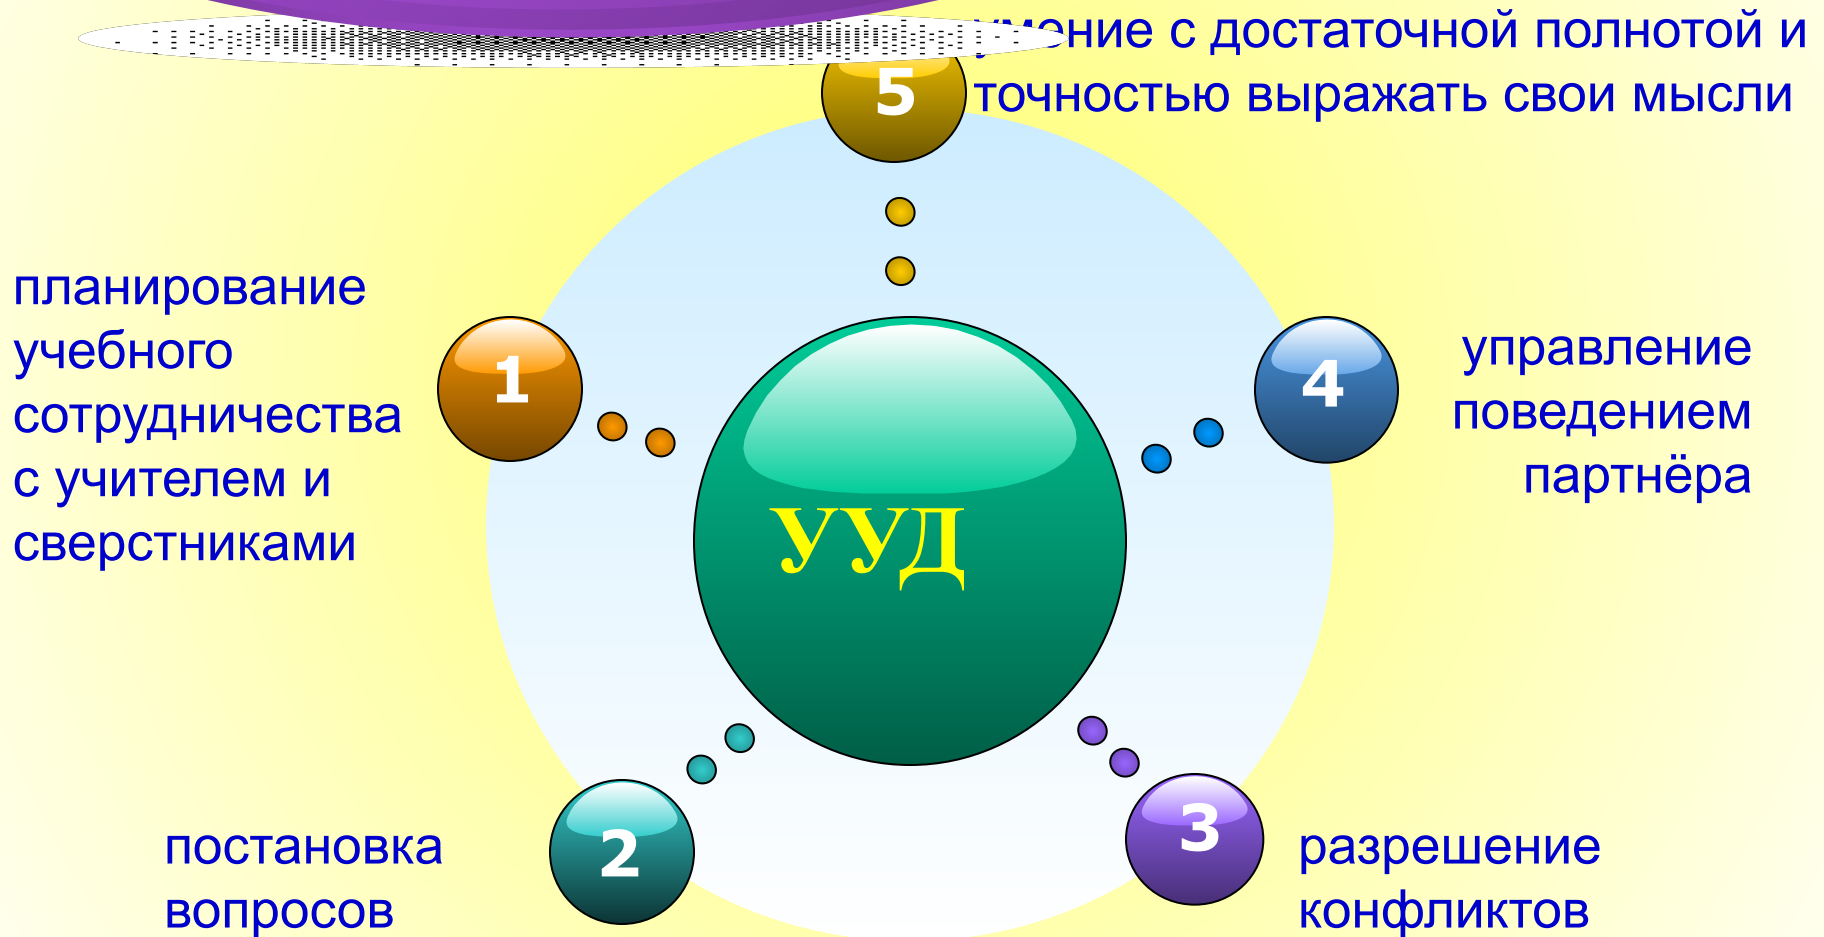 умение с достаточной полнотой и
точностью выражать свои мысли
5
планирование
учебного
сотрудничества
с учителем и
сверстниками
1
4
управление
поведением
партнёра
УУД
2
постановка
вопросов
3
разрешение
конфликтов